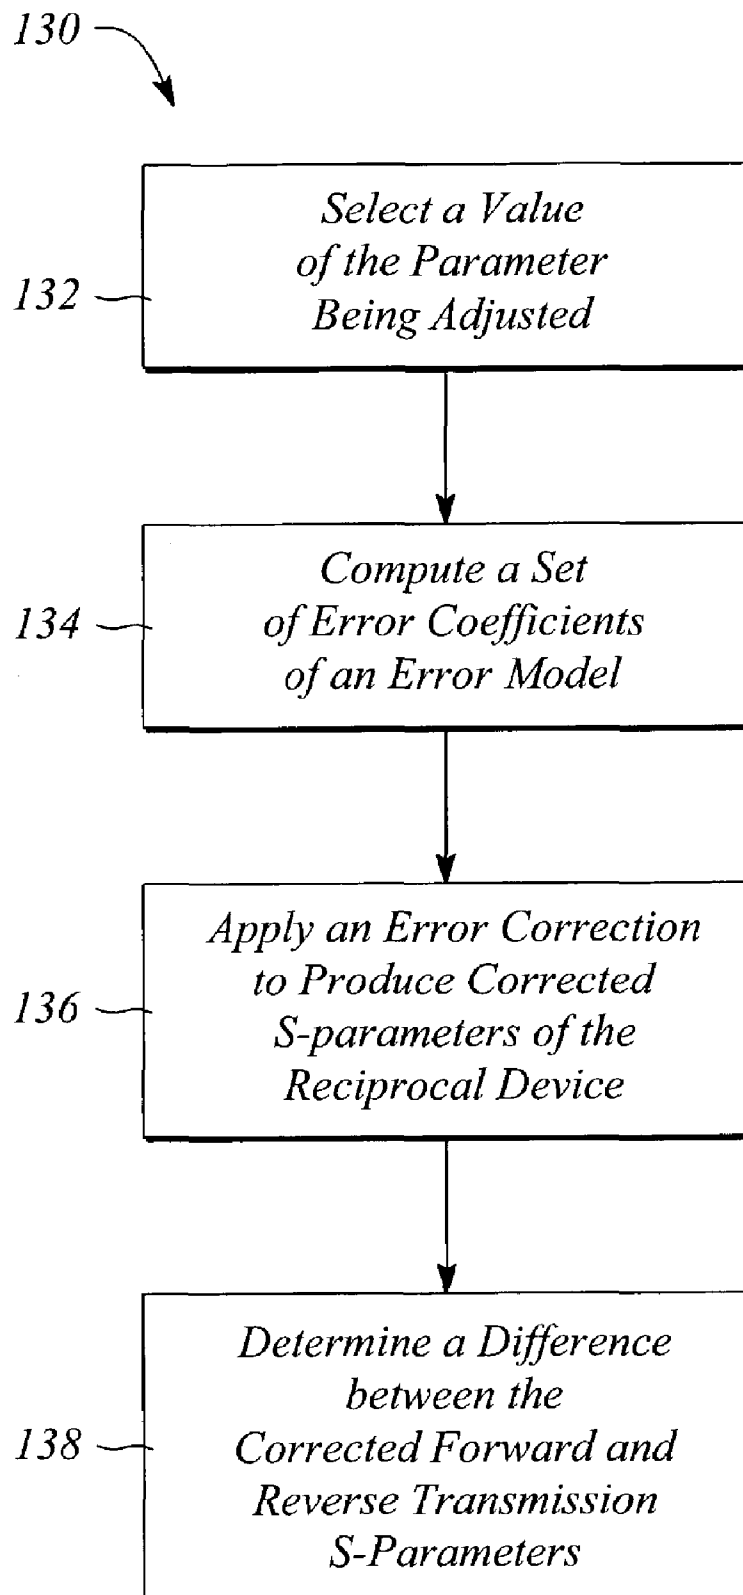 130
Select a Value
of the Parameter
Being Adjusted
132
Compute a Set
of Error Coefficients
of an Error Model
134
Apply an Error Correction
to Produce Corrected
S-parameters of the
Reciprocal Device
136
Determine a Difference
between the
Corrected Forward and
Reverse Transmission
S-Parameters
138